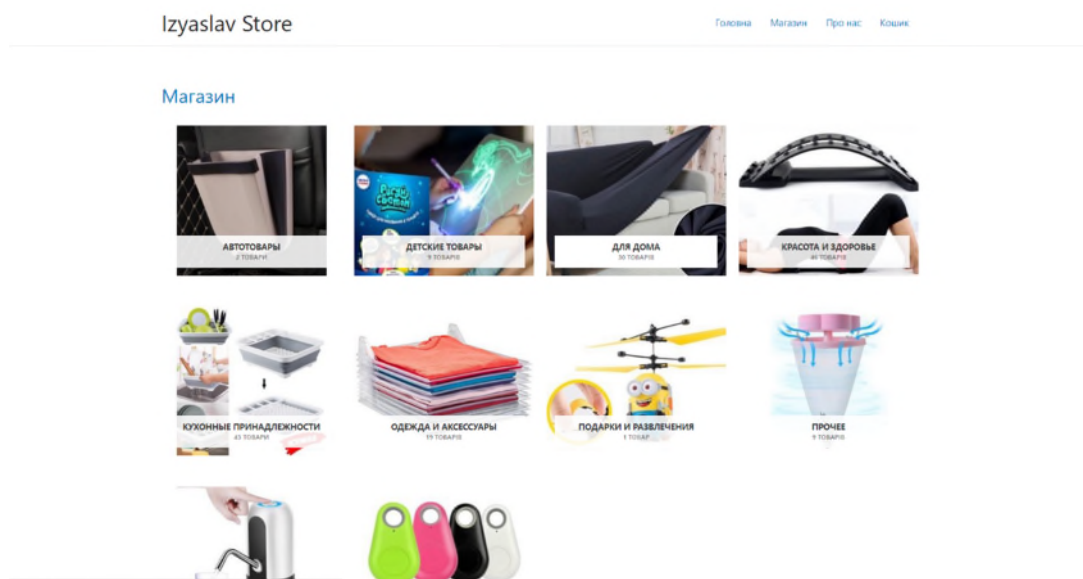 Izyaslav Store
Головна Магазин Про нас Кошик
Магазин
АВТОТОВАРЫ
2 ТОВАРИ
ДЕТСКИЕ ТОВАРЫ
9 ТОВАРІВ
ДЛЯ ДОМА
30 ТОВАРІВ
КРАСОТА И ЗДОРОВЬЕ
46 ТОВАРІВ
Рисуй светом
КУХОННЫЕ ПРИНАДЛЕЖНОСТИ
43 ТОВАРИ
ОДЕЖДА И АКСЕССУАРЫ
19 ТОВАРІВ
ПОДАРКИ И РАЗВЛЕЧЕНИЯ
1 ТОВАР
ПРОЧЕЕ
9 ТОВАРІВ